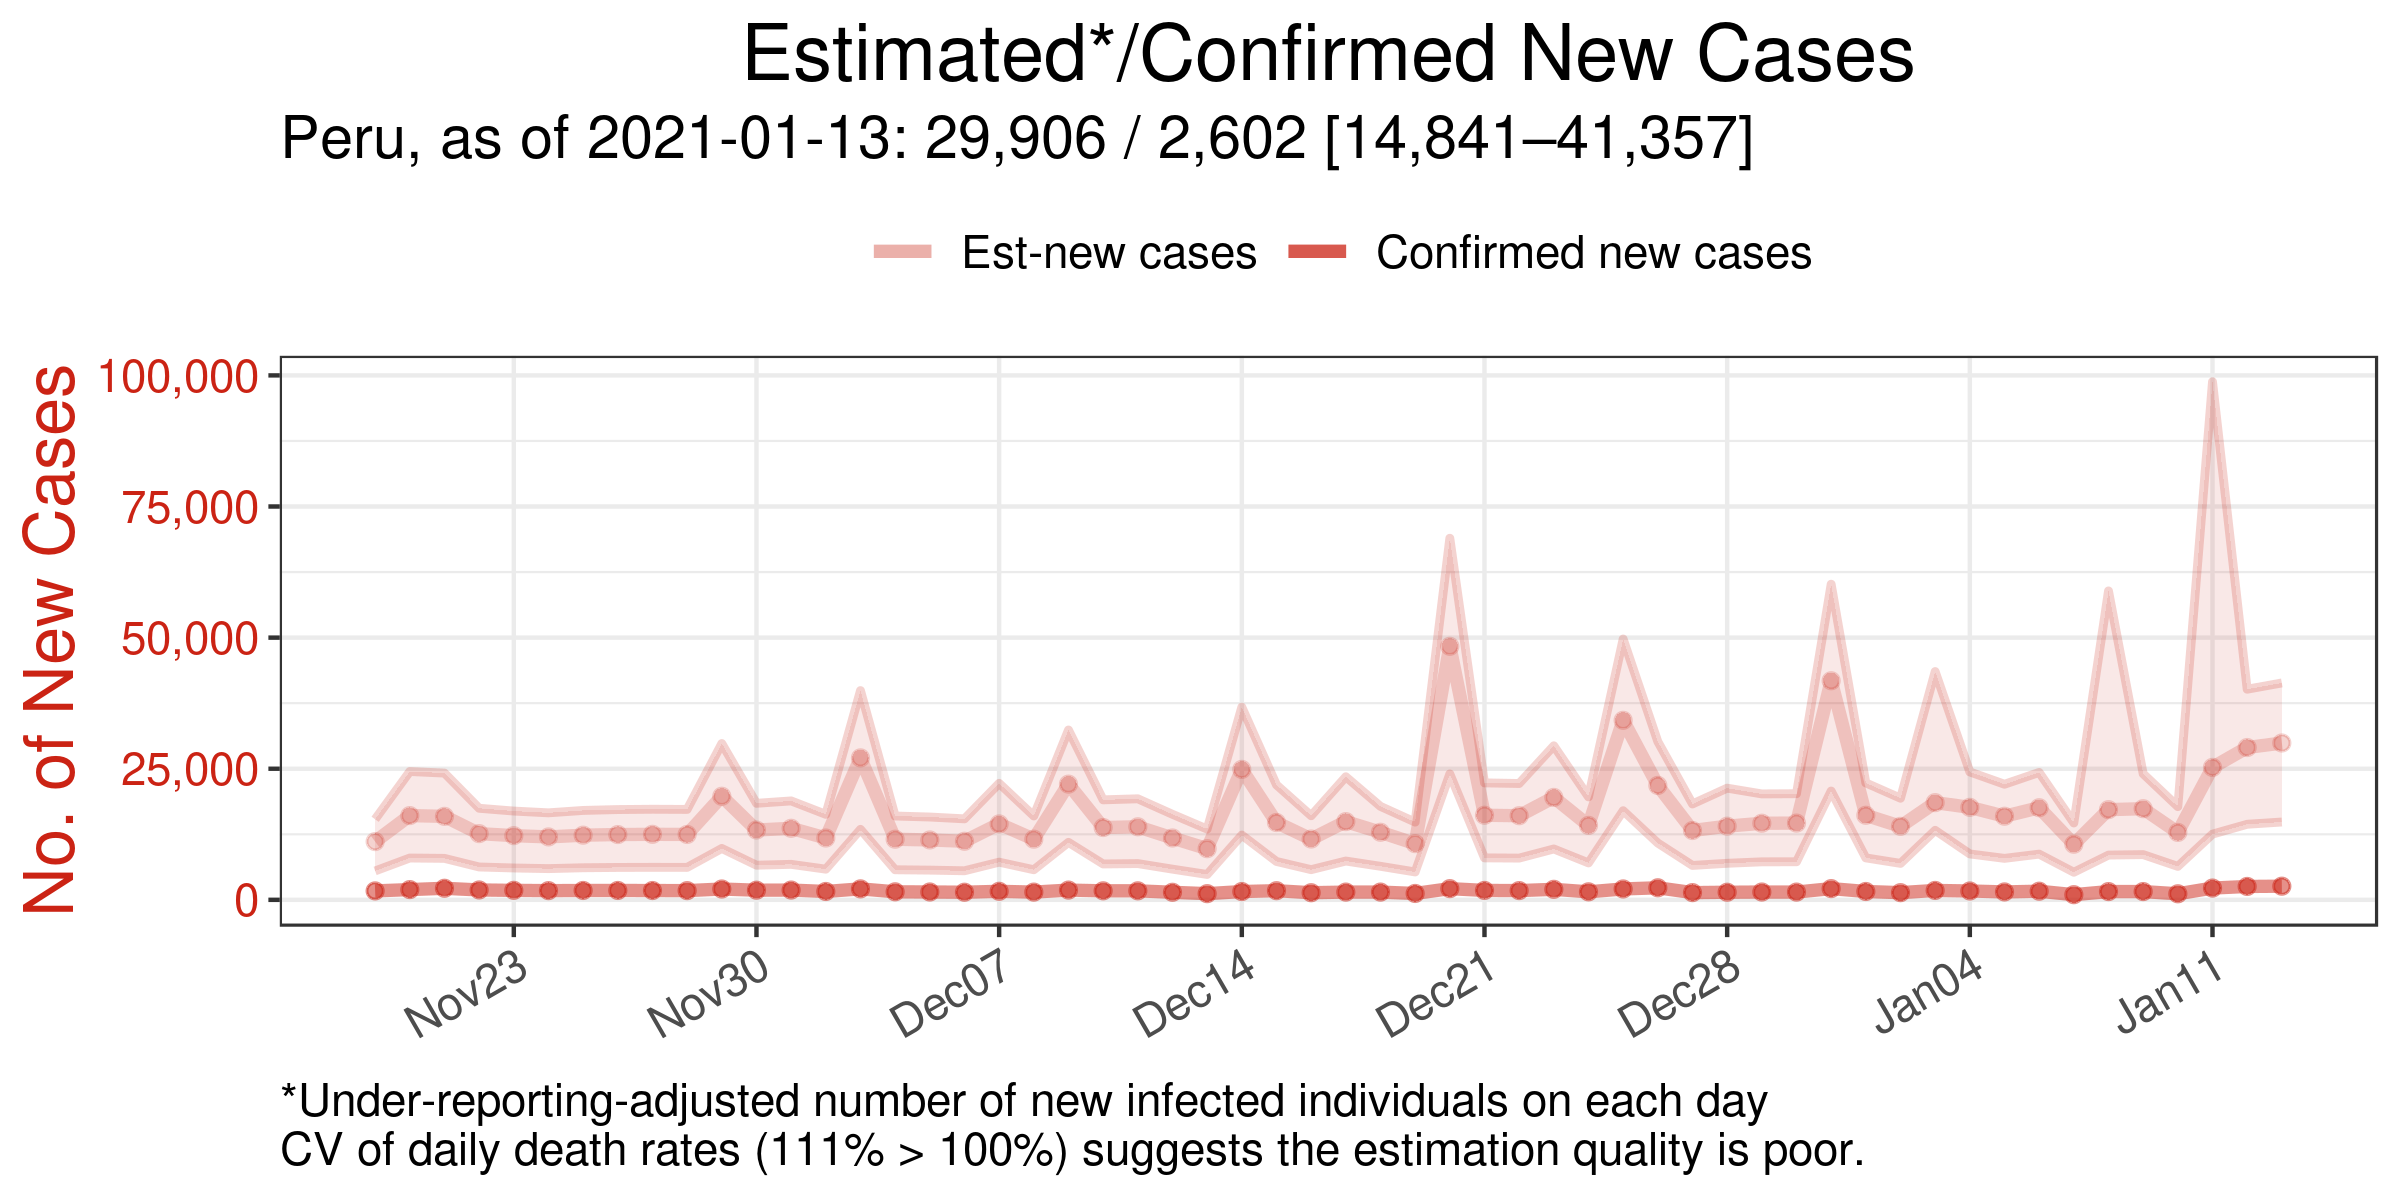 Estimated*/Confirmed New Cases
Peru, as of 2021-01-13: 29,906 / 2,602 [14,841–41,357]
Est-new cases
Confirmed new cases
No. of New Cases
100,000
75,000
50,000
25,000
0
Nov23
Nov30
Dec07
Dec14
Dec21
Dec28
Jan04
Jan11
*Under-reporting-adjusted number of new infected individuals on each day
CV of daily death rates (111% > 100%) suggests the estimation quality is poor.